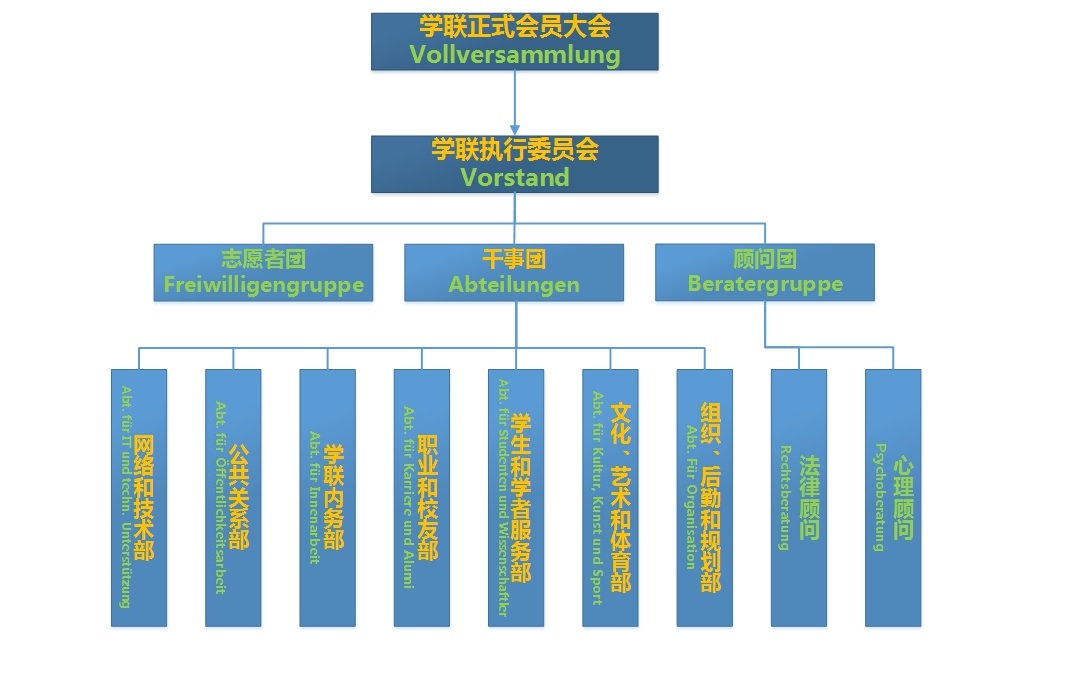 学联正式会员大会
Vollversammlung
学联执行委员会
Vorstand
志愿者团
Freiwilligengruppe
干事团
Abteilungen
顾问团
Beratergruppe
网络和技术部
Abt. für IT und techn. Unterstützung
公共关系部
Abt. für Öffentlichkeitsarbeit
学联内务部
Abt. für Innenarbeit
职业和校友部
Abt. für Karriere und Alumi
学生和学者服务部
Abt. für Studenten und Wissenschaftler
文化、艺术和体育部
Abt. für Kultur, Kunst und Sport
组织、后勤和规划部
Abt. Für Organisation
法律顾问
Rechtsberatung
心理顾问
Psychoberatung